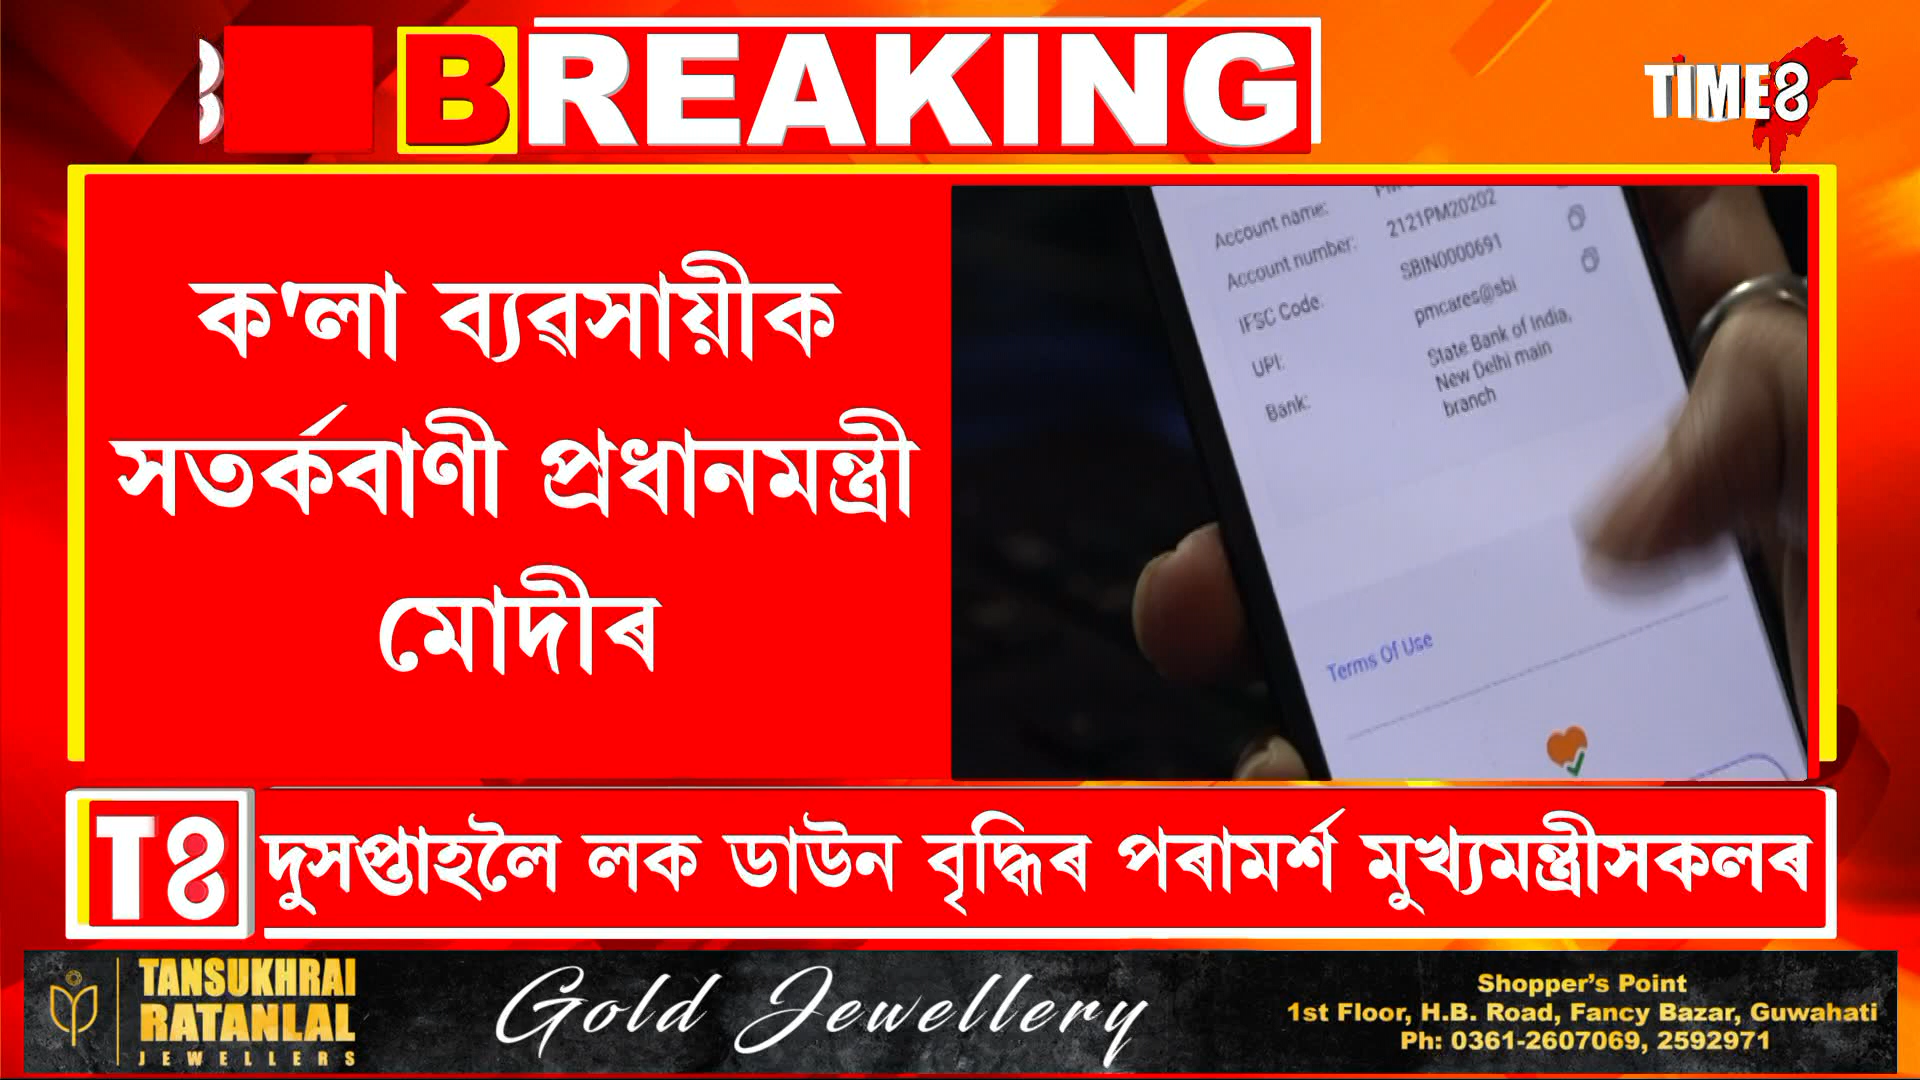 BREAKING
TIME8
ক'লা ব্যৱসায়ীক
সতৰ্কবাণী প্ৰধানমন্ত্ৰী
মোদীৰ
Account name:
Account number: 2121PM20202
IFSC Code: SBIN0000691
UPI: pmcares@sbi
Bank: State Bank of India,
New Delhi main
branch
Terms Of Use
T8 দুসপ্তাহলৈ লক ডাউন বৃদ্ধিৰ পৰামৰ্শ মুখ্যমন্ত্ৰীসকলৰ
TANSUKHRAI
RATANLAL
JEWELLERS
Gold Jewellery
Shopper's Point
1st Floor, H.B. Road, Fancy Bazar, Guwahati
Ph: 0361-2607069, 2592971